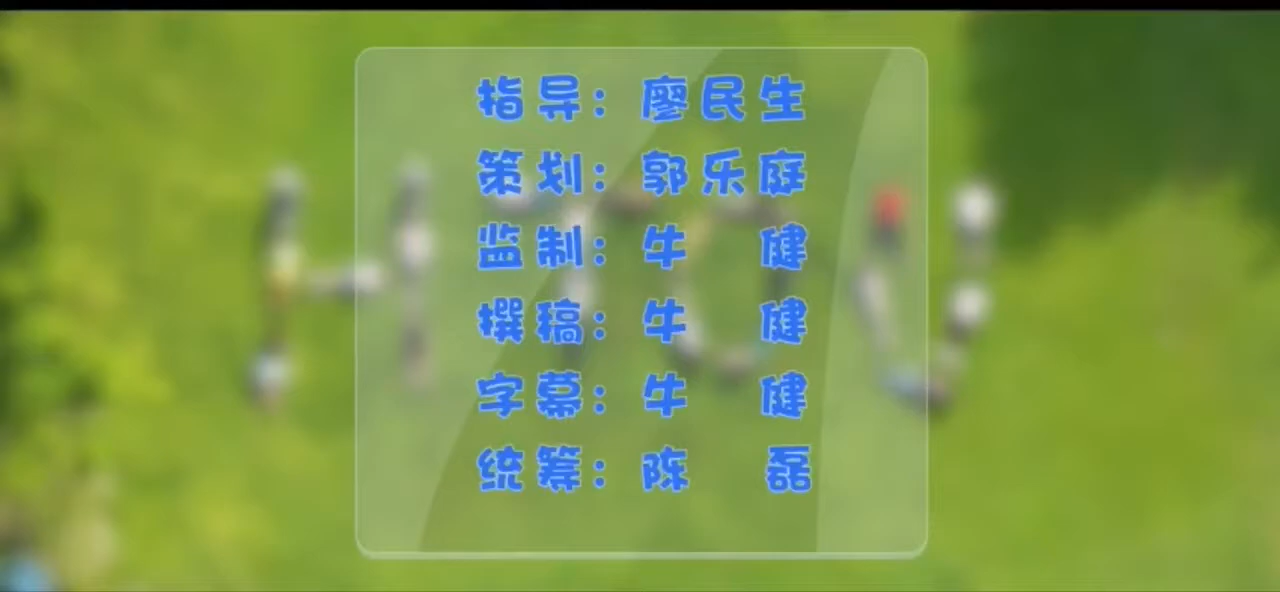 指导：廖民生
策划：郭乐庭
监制：牛 健
撰稿：牛 健
字幕：牛 健
统筹：陈 磊